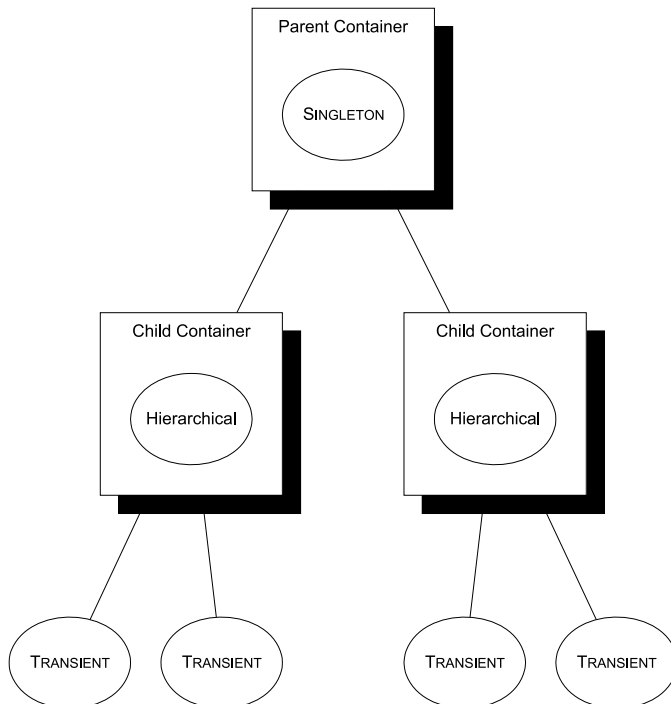 Parent Container
SINGLETON
Child Container
Child Container
Hierarchical
Hierarchical
TRANSIENT
TRANSIENT
TRANSIENT
TRANSIENT